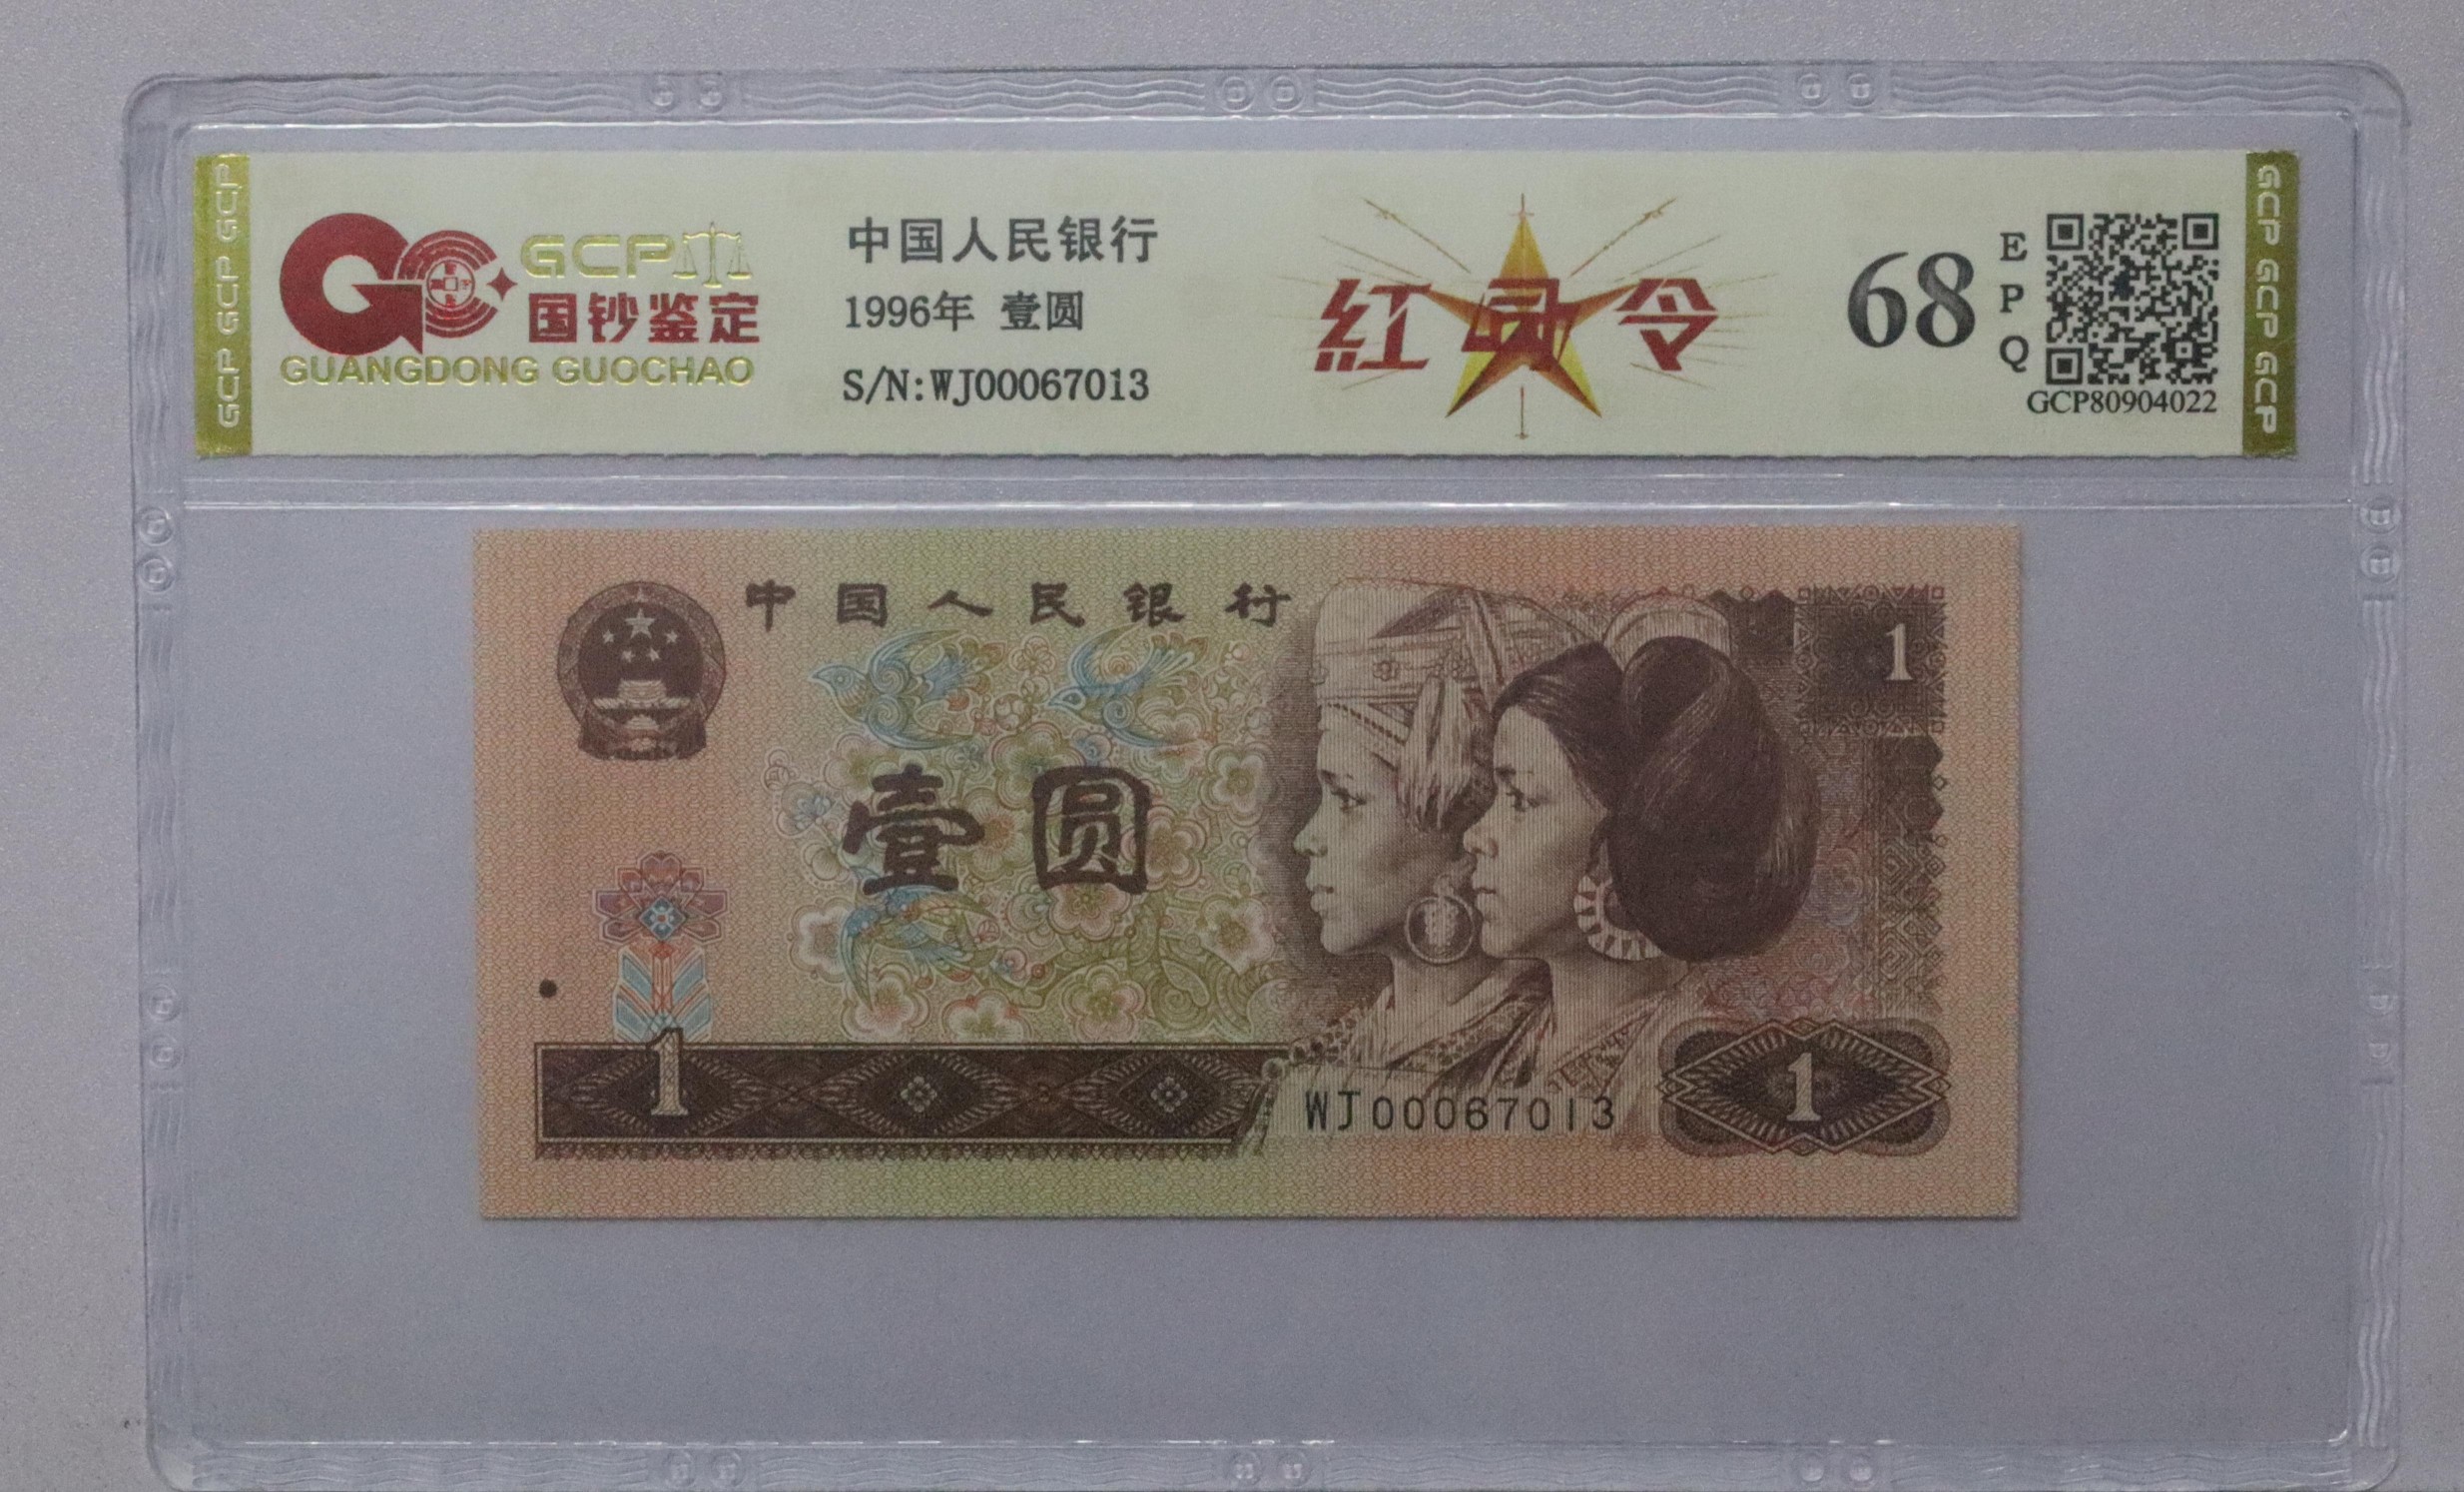 GCP GCP GCP
GCP
国钞鉴定
GUANGDONG GUOCHAO
中国人民银行
1996年 壹圆
S/N:WJ00067013
紅 令
68
EPQ
GCP80904022
GCP GCP GCP
中国人民银行
1
壹圆
1
WJ00067013
1